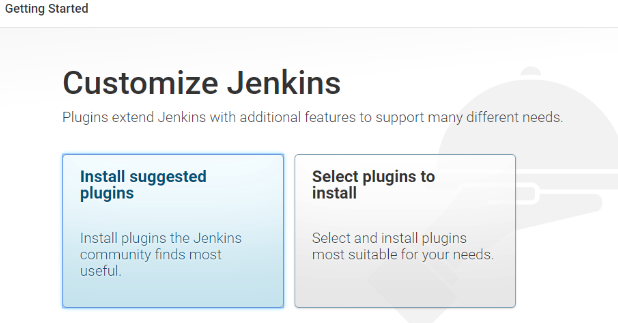 Getting Started
Customize Jenkins
Plugins extend Jenkins with additional features to support many different needs.
Install suggested
plugins
Install plugins the Jenkins
community finds most
useful.
Select plugins to
install
Select and install plugins
most suitable for your needs.